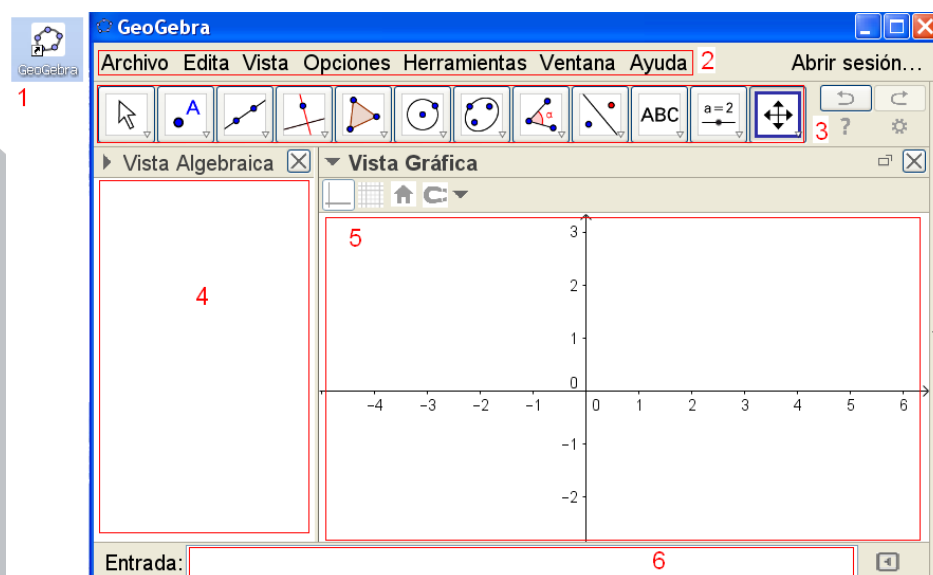 GeoGebra
1
GeoGebra
Archivo Edita Vista Opciones Herramientas Ventana Ayuda 2 Abrir sesión...
A α ABC a=2 3 ?
Vista Algebraica
Vista Gráfica
4
5
3
2
1
0
-4 -3 -2 -1 0 1 2 3 4 5 6
-1
-2
Entrada: 6